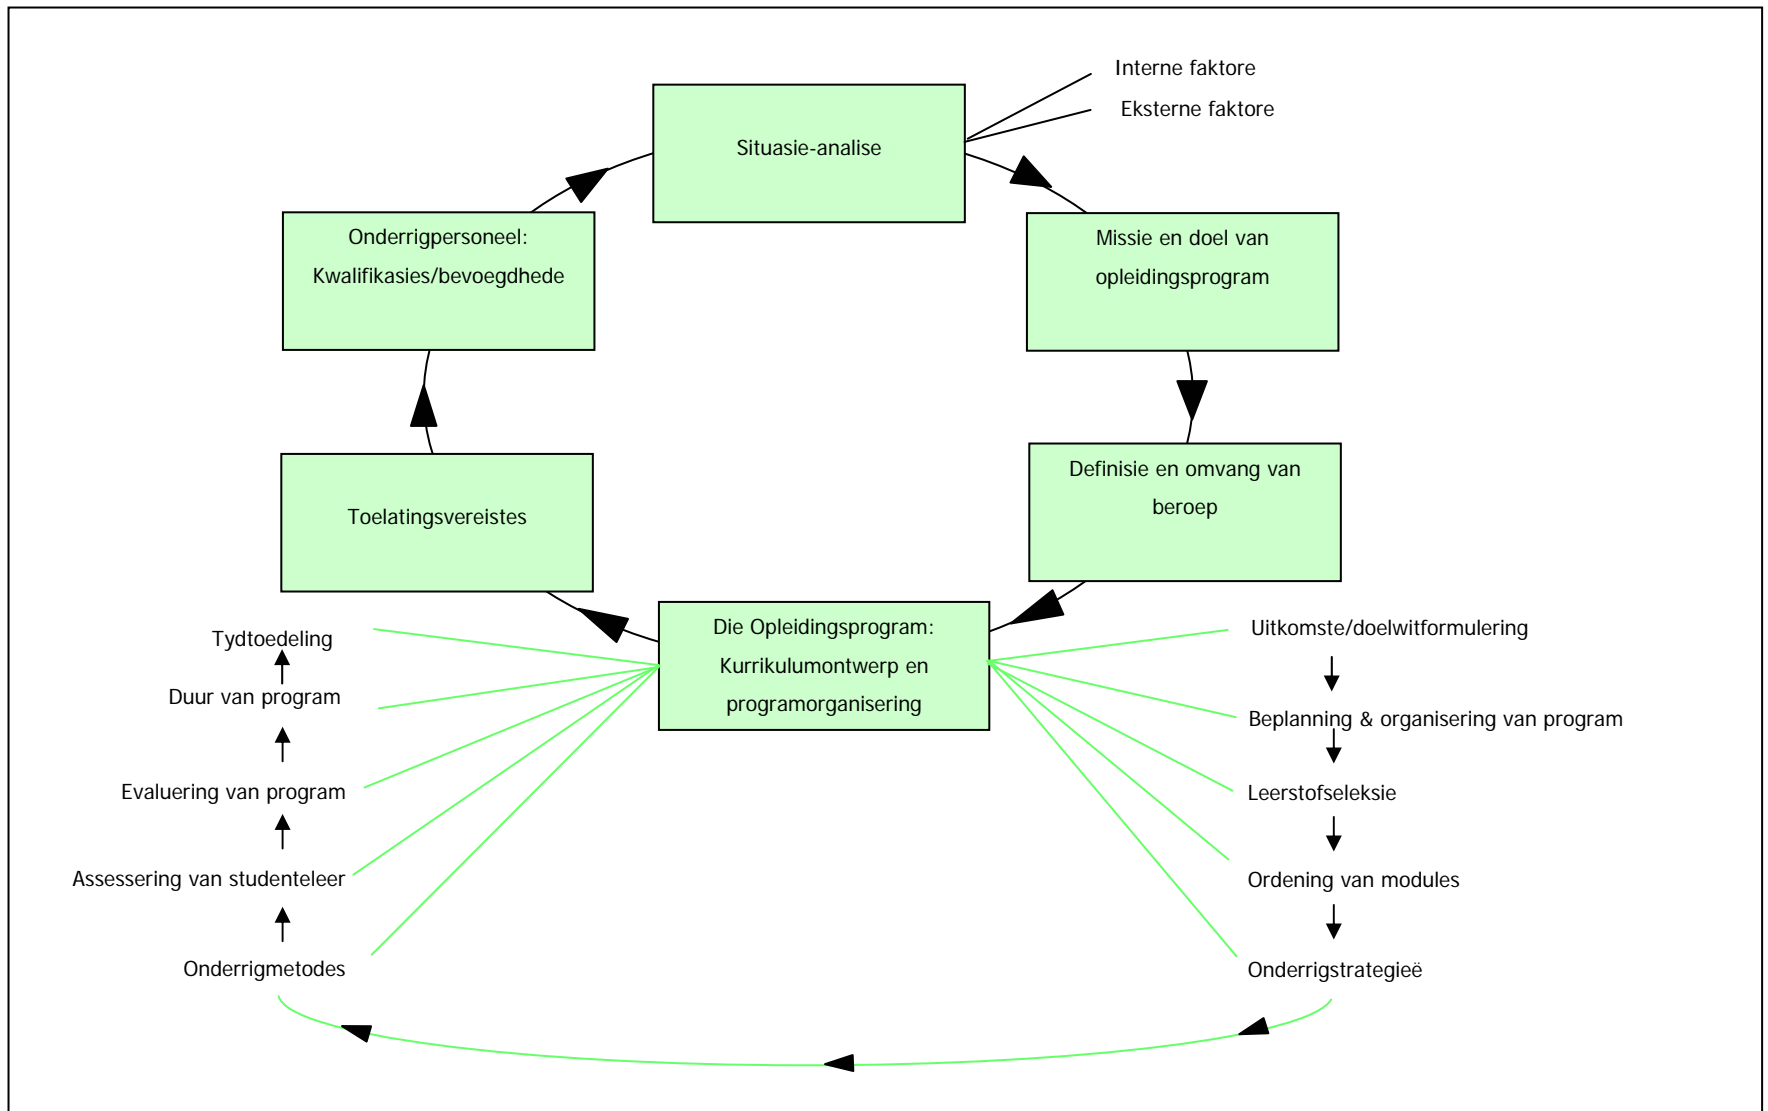 Interne faktore
Eksterne faktore
Situasie-analise
Onderrigpersoneel:
Kwalifikasies/bevoegdhede
Missie en doel van
opleidingsprogram
Definisie en omvang van
beroep
Toelatingsvereistes
Die Opleidingsprogram:
Kurrikulumontwerp en
programorganisering
Uitkomste/doelwitformulering
Beplanning & organisering van program
Leerstofseleksie
Ordening van modules
Onderrigstrategieë
Tydtoedeling
Duur van program
Evaluering van program
Assessering van studenteleer
Onderrigmetodes